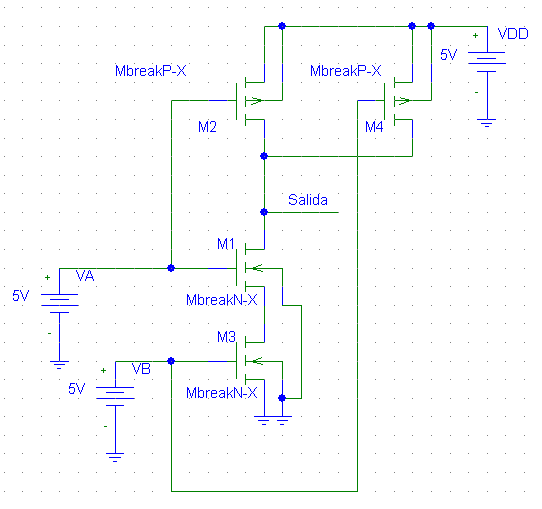 VDD
+
5V
-
MbreakP-X
MbreakP-X
M2
M4
Salida
M1
+
VA
5V
MbreakN-X
-
M3
+
VB
5V
MbreakN-X
-